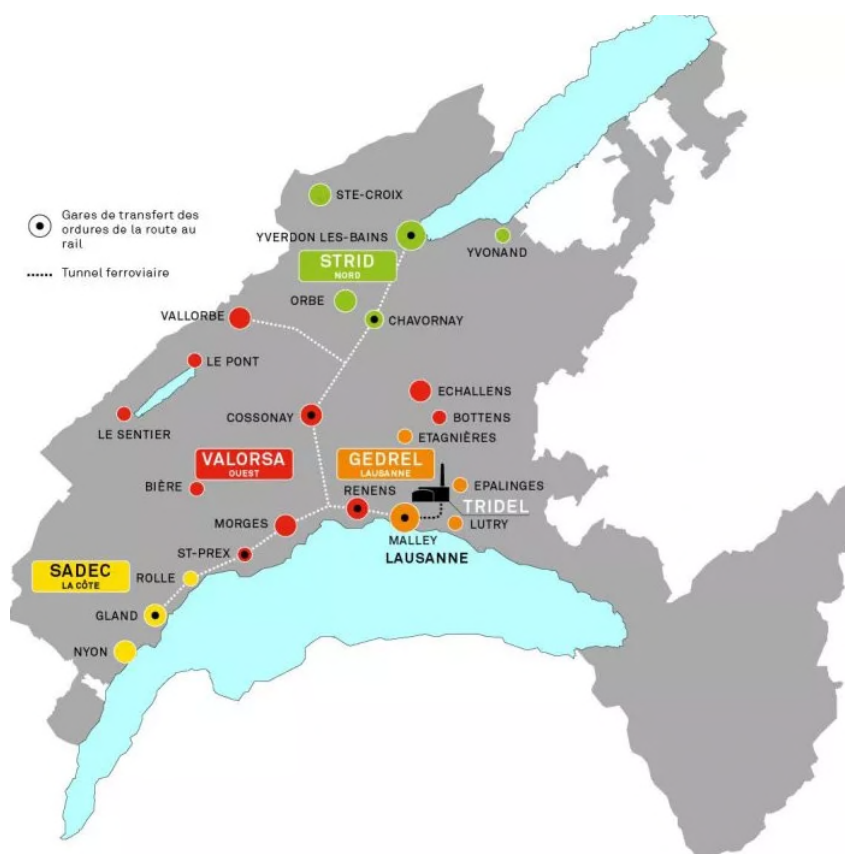 STE-CROIX
Gares de transfert des
ordures de la route au
rail
YVERDON LES-BAINS
YVONAND
STRID
NORD
Tunnel ferroviaire
ORBE
VALLORBE
CHAVORNAY
LE PONT
ECHALLENS
COSSONAY
BOTTENS
LE SENTIER
ETAGNIÈRES
VALORSA
OUEST
GEDREL
LAUSANNE
BIÈRE
RENENS
EPALINGES
TRIDEL
MORGES
LUTRY
MALLEY
LAUSANNE
ST-PREX
SADEC
LA CÔTE
ROLLE
GLAND
NYON